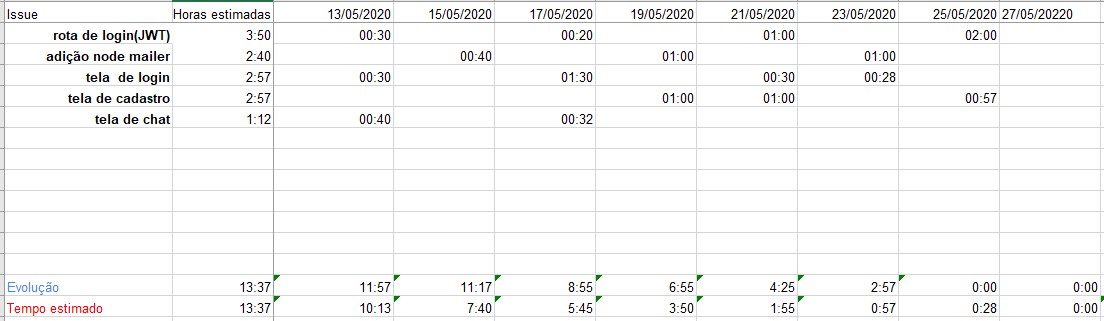 Issue Horas estimadas 13/05/2020 15/05/2020 17/05/2020 19/05/2020 21/05/2020 23/05/2020 25/05/2020 27/05/20220
rota de login(JWT) 3:50 00:30 00:20 01:00 02:00
adição node mailer 2:40 00:40 01:00 01:00
tela de login 2:57 00:30 01:30 00:30 00:28
tela de cadastro 2:57 01:00 01:00 00:57
tela de chat 1:12 00:40 00:32
Evolução 13:37 11:57 11:17 8:55 6:55 4:25 2:57 0:00 0:00
Tempo estimado 13:37 10:13 7:40 5:45 3:50 1:55 0:57 0:28 0:00